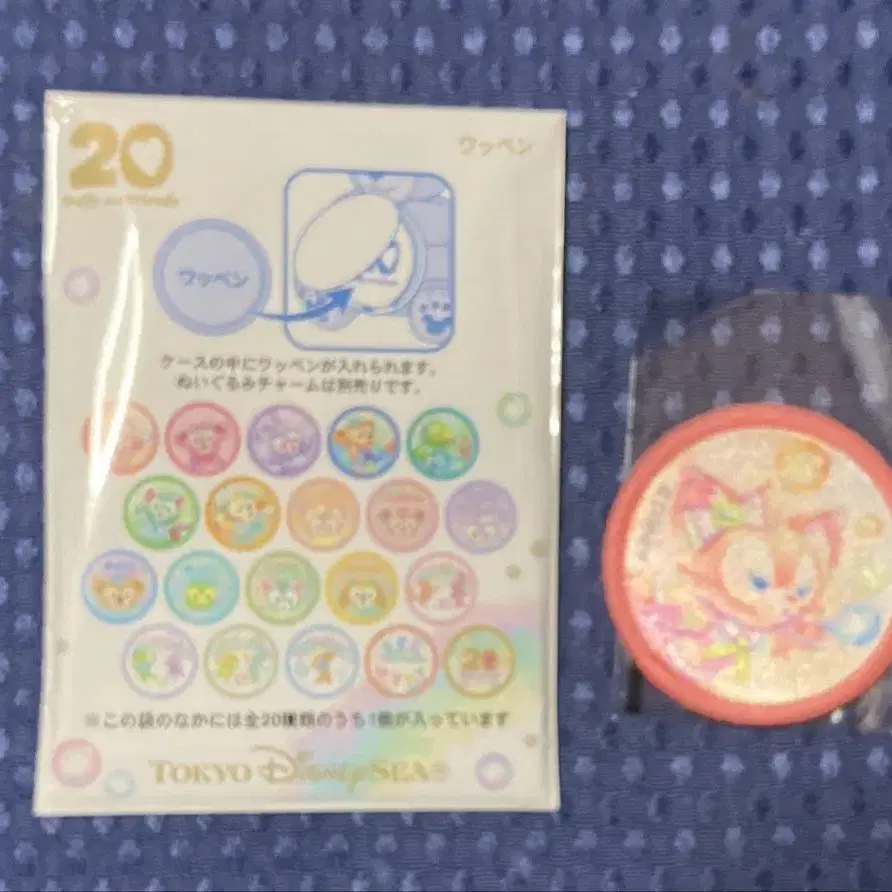 20
Duffy and Friends
ワッペン
ワッペン
ケースの中にワッペンが入れられます。
ぬいぐるみチャームは別売りです。
20
※この袋のなかには全20種類のうち1個が入っています
TOKYO DISNEYSEA®